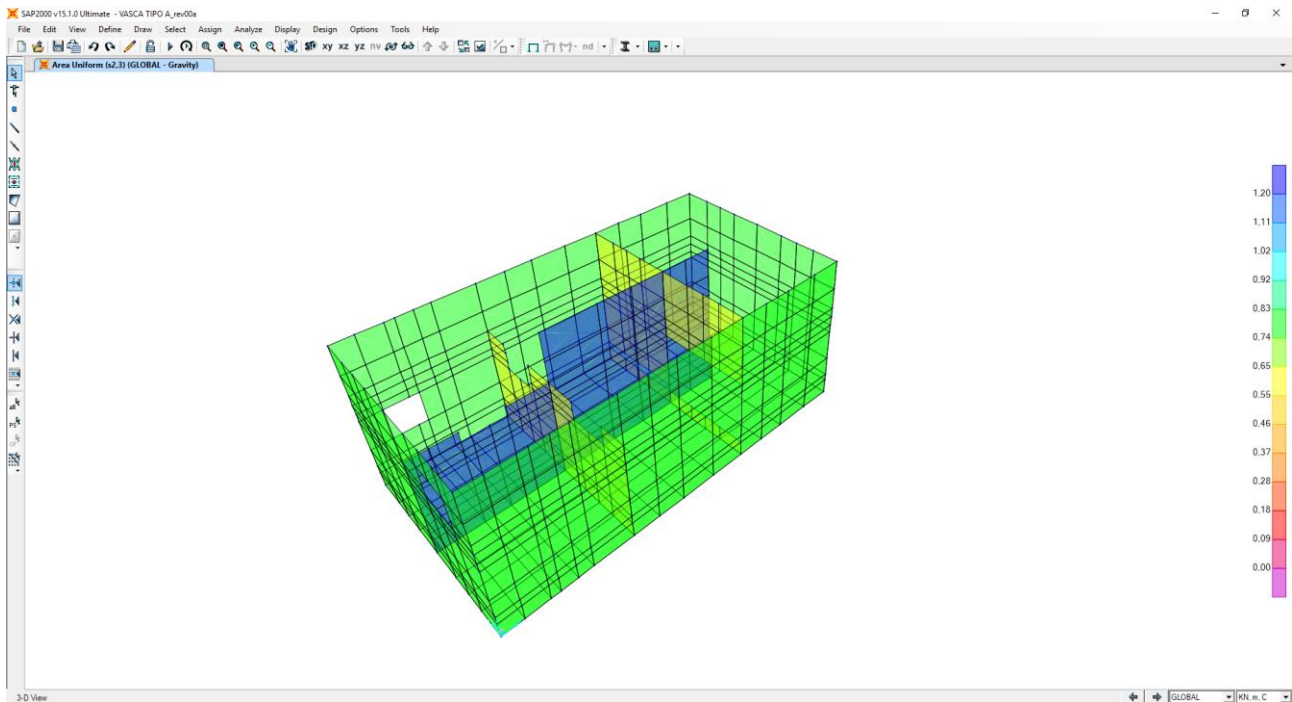 SAP2000 v15.1.0 Ultimate - VASCA TIPO A_rev00a
File Edit View Define Draw Select Assign Analyze Display Design Options Tools Help
3D xy xz yz nv nd
Area Uniform (s2,3) (GLOBAL - Gravity)
1,20
1,11
1,02
0,92
0,83
0,74
0,65
0,55
0,46
0,37
0,28
0,18
0,09
0,00
3-D View
GLOBAL
KN, m, C